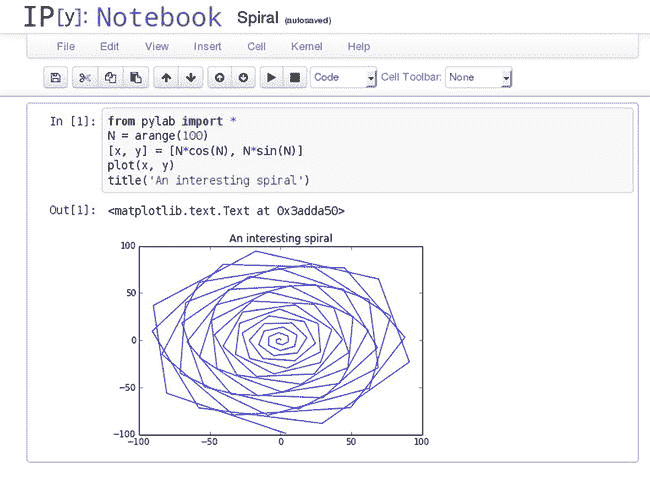 IP[y]: Notebook Spiral (autosaved)
File Edit View Insert Cell Kernel Help
Code Cell Toolbar: None
In [1]: from pylab import *
N = arange(100)
[x, y] = [N*cos(N), N*sin(N)]
plot(x, y)
title('An interesting spiral')
Out[1]: <matplotlib.text.Text at 0x3adda50>
An interesting spiral
100
50
0
−50
−100
−100 −50 0 50 100